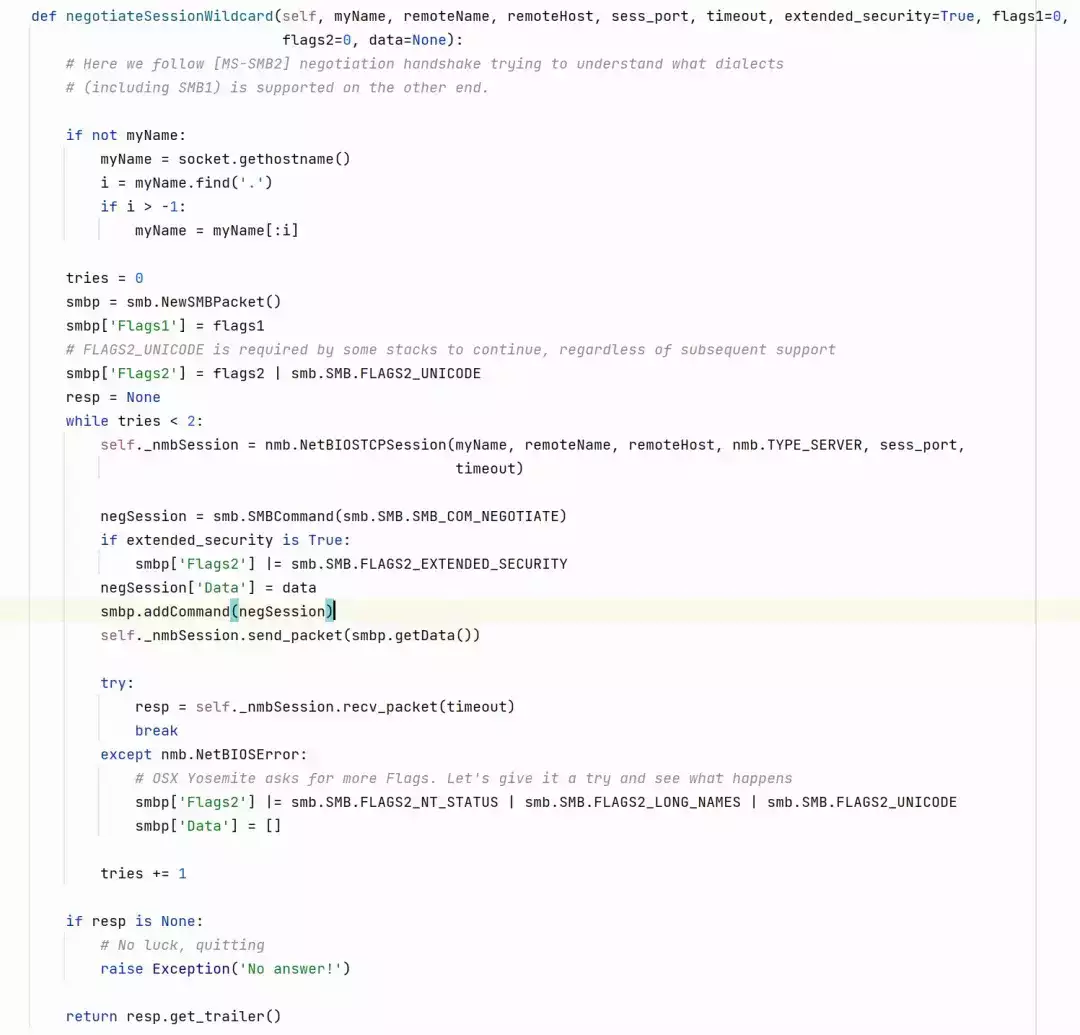 def negotiateSessionWildcard(self, myName, remoteName, remoteHost, sess_port, timeout, extended_security=True, flags1=0,
                             flags2=0, data=None):
    # Here we follow [MS-SMB2] negotiation handshake trying to understand what dialects
    # (including SMB1) is supported on the other end.

    if not myName:
        myName = socket.gethostname()
        i = myName.find('.')
        if i > -1:
            myName = myName[:i]

    tries = 0
    smbp = smb.NewSMBPacket()
    smbp['Flags1'] = flags1
    # FLAGS2_UNICODE is required by some stacks to continue, regardless of subsequent support
    smbp['Flags2'] = flags2 | smb.SMB.FLAGS2_UNICODE
    resp = None
    while tries < 2:
        self._nmbSession = nmb.NetBIOSTCPSession(myName, remoteName, remoteHost, nmb.TYPE_SERVER, sess_port,
                                                 timeout)

        negSession = smb.SMBCommand(smb.SMB.SMB_COM_NEGOTIATE)
        if extended_security is True:
            smbp['Flags2'] |= smb.SMB.FLAGS2_EXTENDED_SECURITY
        negSession['Data'] = data
        smbp.addCommand(negSession)
        self._nmbSession.send_packet(smbp.getData())

        try:
            resp = self._nmbSession.recv_packet(timeout)
            break
        except nmb.NetBIOSError:
            # OSX Yosemite asks for more Flags. Let's give it a try and see what happens
            smbp['Flags2'] |= smb.SMB.FLAGS2_NT_STATUS | smb.SMB.FLAGS2_LONG_NAMES | smb.SMB.FLAGS2_UNICODE
            smbp['Data'] = []

        tries += 1

    if resp is None:
        # No luck, quitting
        raise Exception('No answer!')

    return resp.get_trailer()